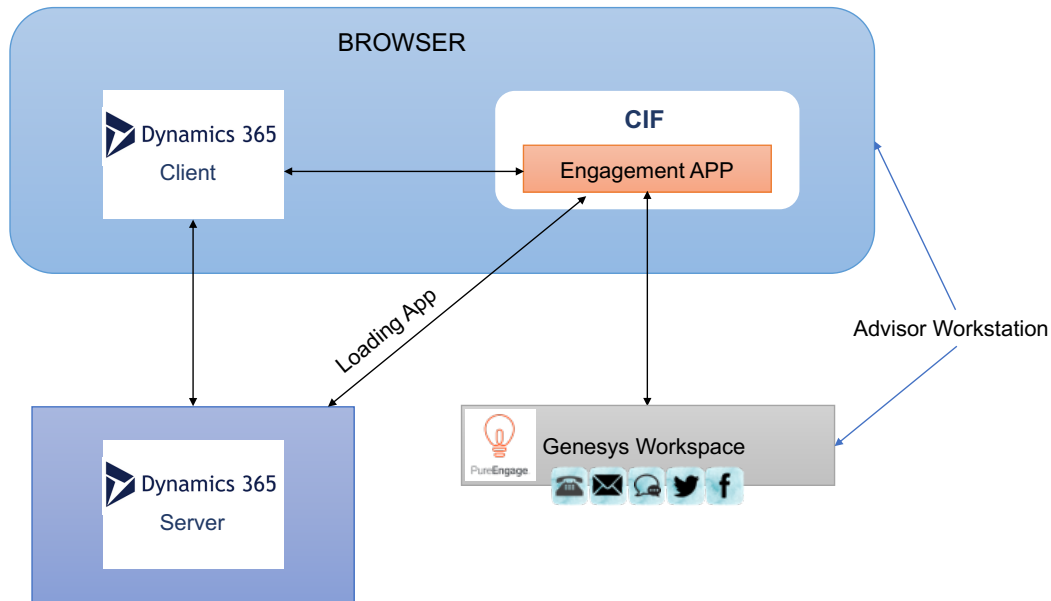 BROWSER
Dynamics 365
Client
CIF
Engagement APP
Loading App
Advisor Workstation
Dynamics 365
Server
PureEngage
Genesys Workspace